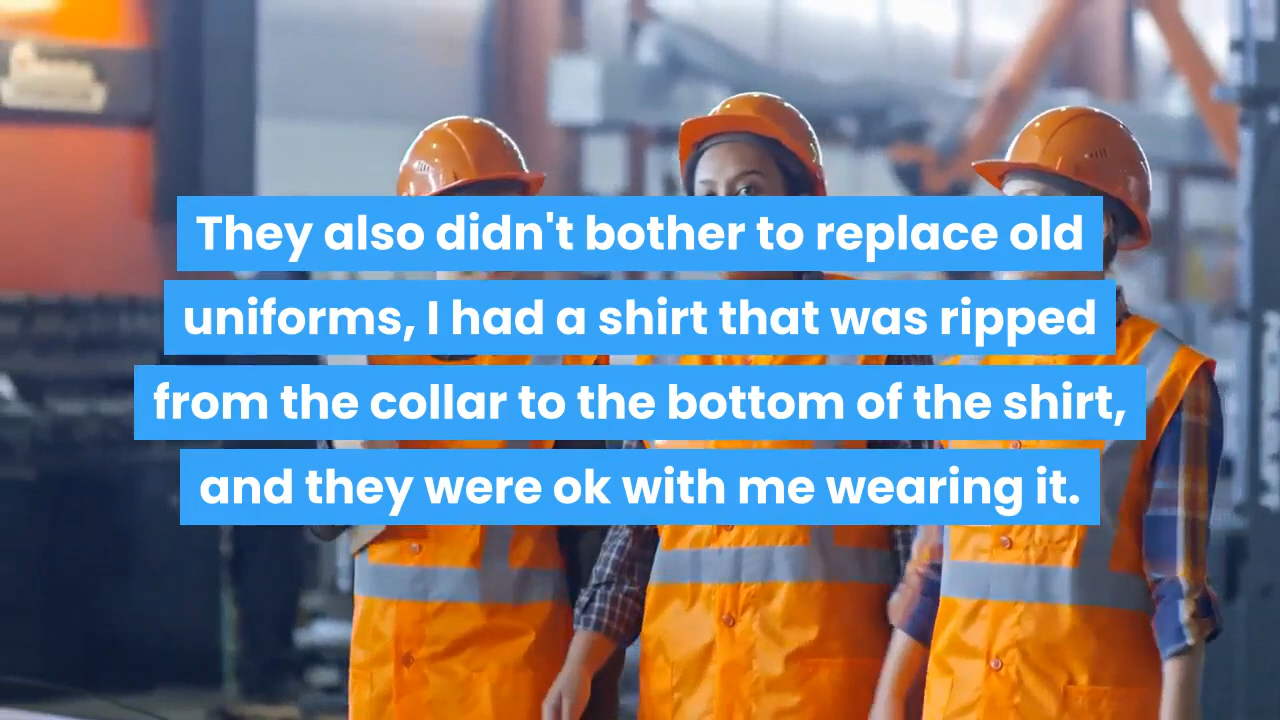 They also didn't bother to replace old
uniforms, I had a shirt that was ripped
from the collar to the bottom of the shirt,
and they were ok with me wearing it.